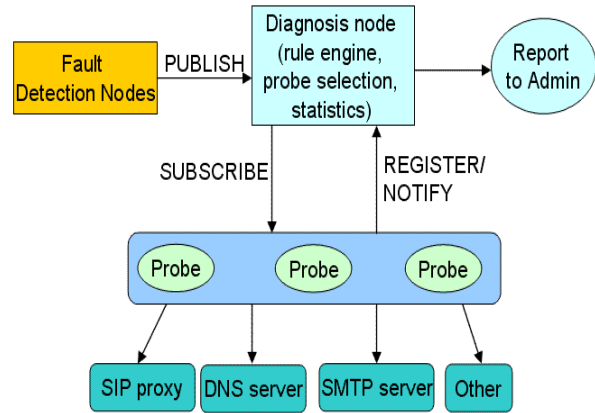 Fault
Detection Nodes
PUBLISH
Diagnosis node
(rule engine,
probe selection,
statistics)
Report
to Admin
SUBSCRIBE
REGISTER/
NOTIFY
Probe
Probe
Probe
SIP proxy
DNS server
SMTP server
Other